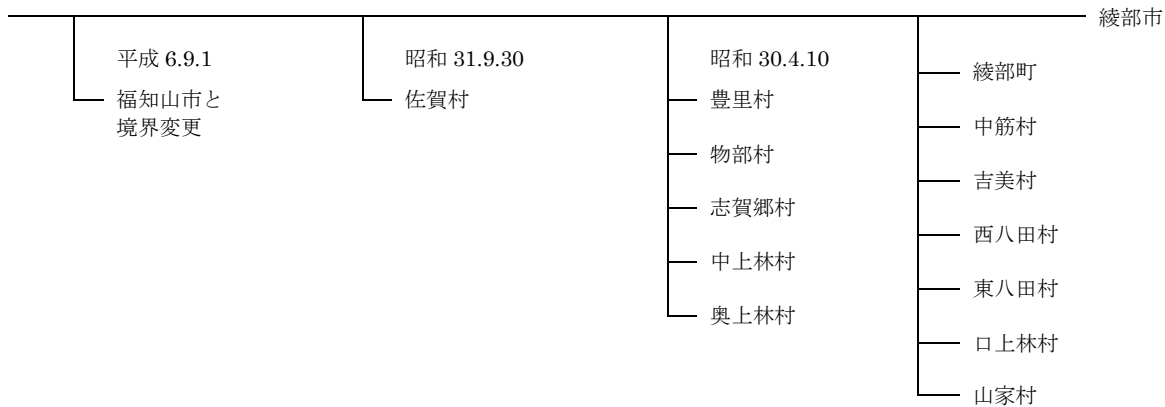 綾部市
平成 6.9.1
福知山市と
境界変更
昭和 31.9.30
佐賀村
昭和 30.4.10
豊里村
物部村
志賀郷村
中上林村
奥上林村
綾部町
中筋村
吉美村
西八田村
東八田村
口上林村
山家村